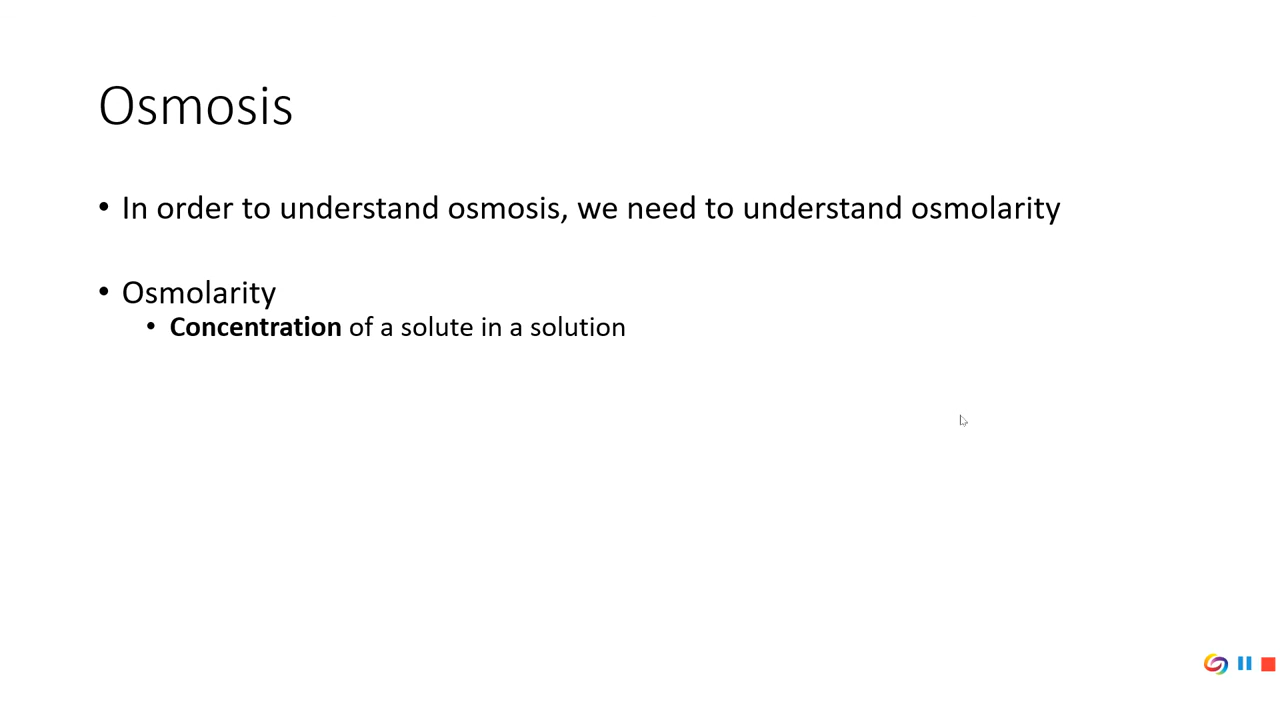 Osmosis
• In order to understand osmosis, we need to understand osmolarity
• Osmolarity
• Concentration of a solute in a solution